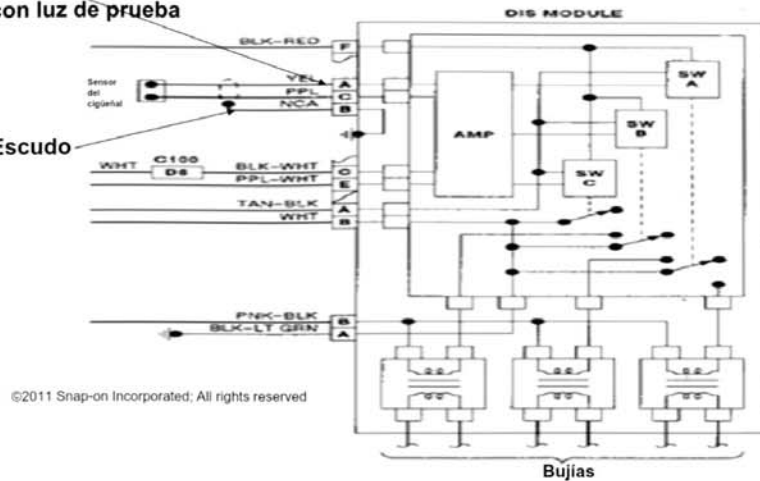 con luz de prueba
DIS MODULE
BLK-RED F
Sensor
del
cigüeñal
YEL A
PPL C
NCA B
Escudo
AMP
SW
A
SW
B
SW
C
C100
WHT D8 BLK-WHT C
PPL-WHT E
TAN-BLK A
WHT B
PNK-BLK B
BLK-LT GRN A
©2011 Snap-on Incorporated; All rights reserved
Bujías